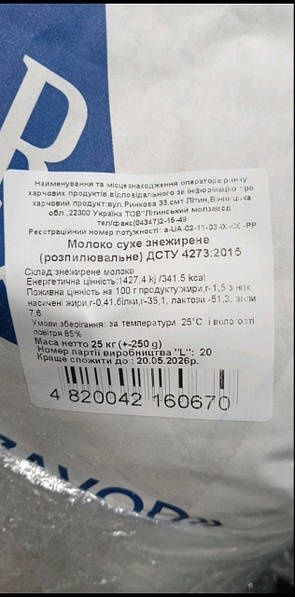 R
Найменування та місцезнаходження оператора ринку
харчових продуктів,відповідального за інформацію про
харчовий продукт:вул.Ринкова 33,смт Літин,Вінницька
обл.,22300 Україна ТОВ"Літинський молзавод"
тел/факс(04347)2-15-49
Реєстраційний номер потужності:
Молоко сухе знежирене
(розпилювальне) ДСТУ 4273:2015
Склад:знежирене молоко
Енергетична цінність:1427,4 kj /341,5 kcal
Поживна цінність на 100 г продукту:жири,г-1,5 з них
насичені жири,г-0,41,білки,г-35,1, лактози -51,3, золи
7,6
Умови зберігання: за температури 25°С і вологості
повітря 85%
Маса нетто 25 кг (+-250 g)
Номер партії виробництва "L": 20
Краще спожити до : 20.05.2026р.
4 820042 160670
ZAVOD"